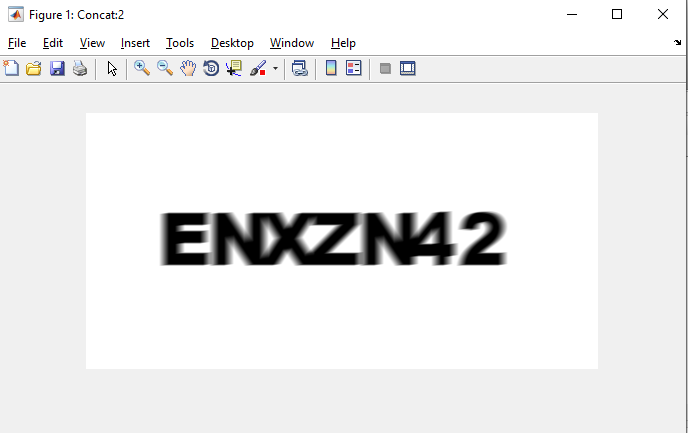 Figure 1: Concat:2
File Edit View Insert Tools Desktop Window Help
ENXZN42